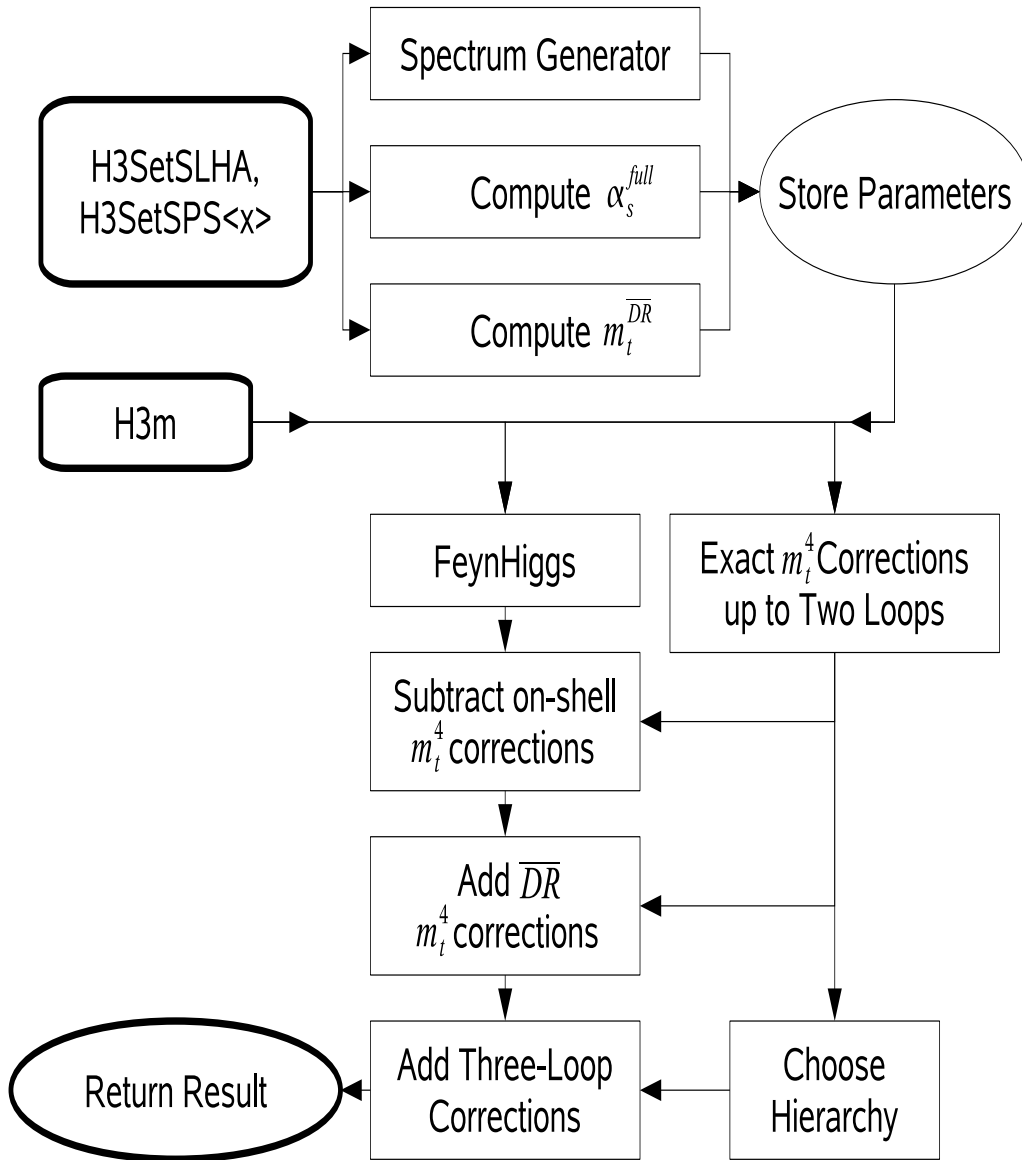 Spectrum Generator
H3SetSLHA,
H3SetSPS<x>
Compute α_s^{full}
Store Parameters
Compute m_t^{\overline{DR}}
H3m
FeynHiggs
Exact m_t^4 Corrections
up to Two Loops
Subtract on-shell
m_t^4 corrections
Add \overline{DR}
m_t^4 corrections
Return Result
Add Three-Loop
Corrections
Choose
Hierarchy